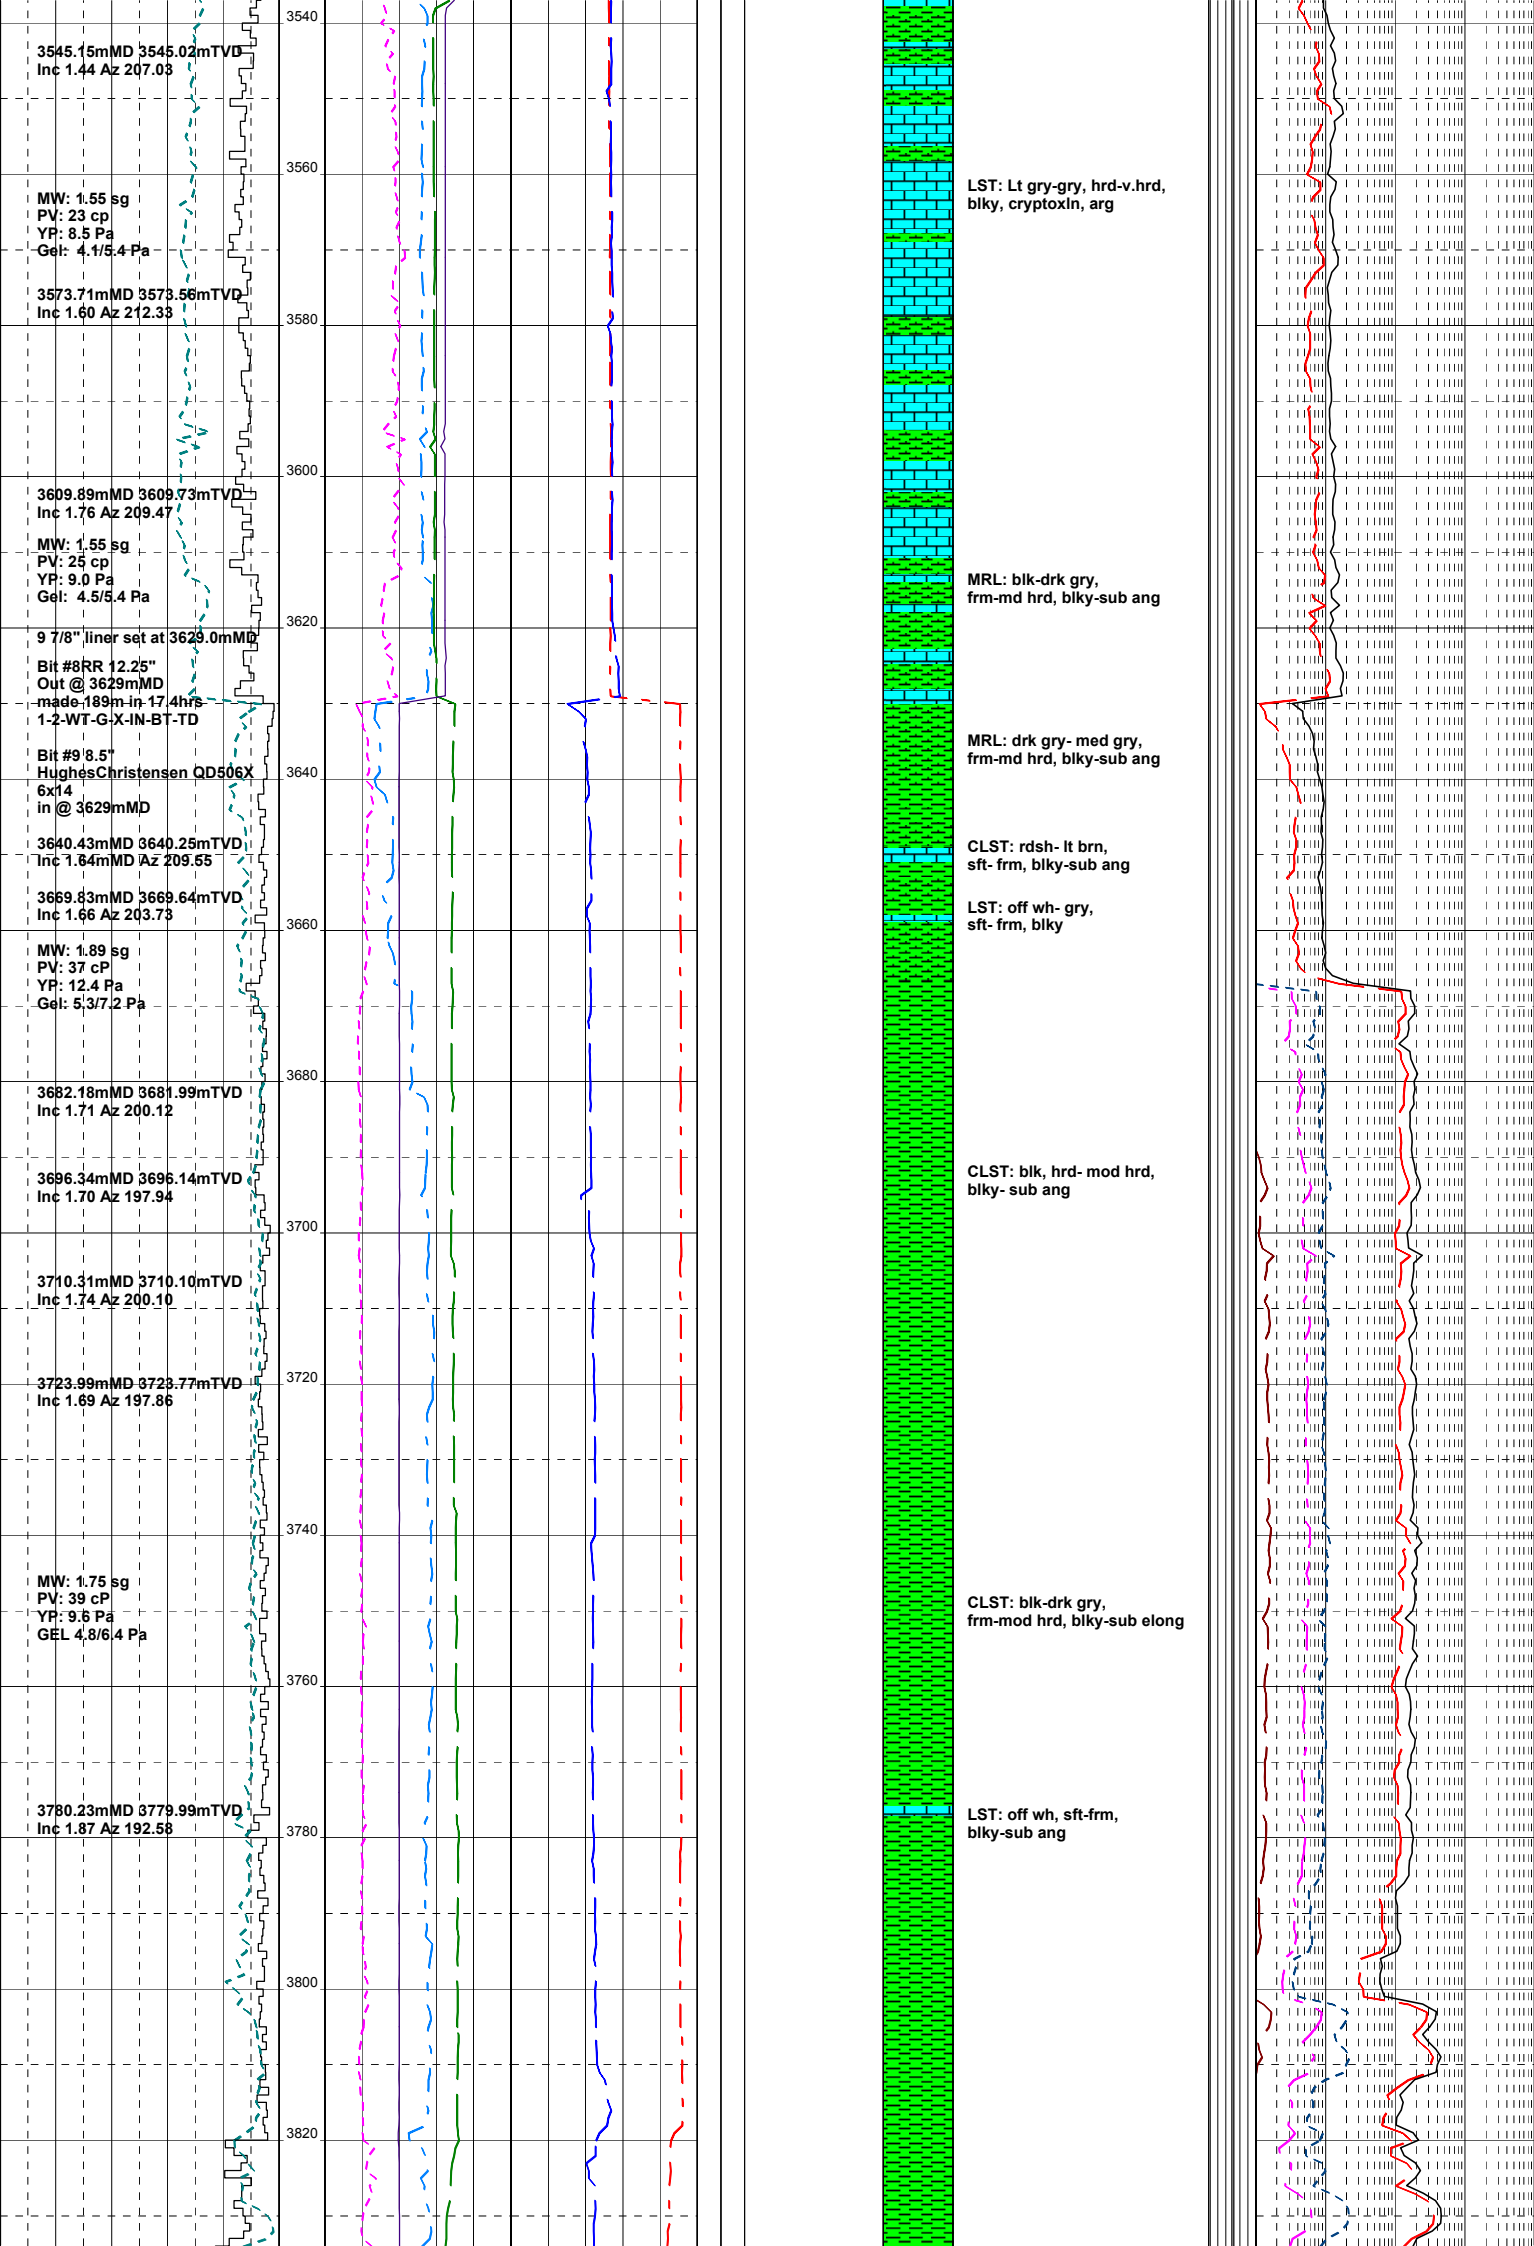 3545.15mMD 3545.02mTVD
Inc 1.44 Az 207.03
MW: 1.55 sg
PV: 23 cp
YP: 8.5 Pa
Gel: 4.1/5.4 Pa
3573.71mMD 3573.56mTVD
Inc 1.60 Az 212.33
3609.89mMD 3609.73mTVD
Inc 1.76 Az 209.47
MW: 1.55 sg
PV: 25 cp
YP: 9.0 Pa
Gel: 4.5/5.4 Pa
9 7/8" liner set at 3629.0mMD
Bit #8RR 12.25"
Out @ 3629mMD
made 189m in 17.4hrs
1-2-WT-G-X-IN-BT-TD
Bit #9 8.5"
HughesChristensen QD506X
6x14
in @ 3629mMD
3640.43mMD 3640.25mTVD
Inc 1.64mMD Az 209.55
3669.83mMD 3669.64mTVD
Inc 1.66 Az 203.73
MW: 1.89 sg
PV: 37 cP
YP: 12.4 Pa
Gel: 5.3/7.2 Pa
3682.18mMD 3681.99mTVD
Inc 1.71 Az 200.12
3696.34mMD 3696.14mTVD
Inc 1.70 Az 197.94
3710.31mMD 3710.10mTVD
Inc 1.74 Az 200.10
3723.99mMD 3723.77mTVD
Inc 1.69 Az 197.86
MW: 1.75 sg
PV: 39 cP
YP: 9.6 Pa
GEL 4.8/6.4 Pa
3780.23mMD 3779.99mTVD
Inc 1.87 Az 192.58
3540
3560
3580
3600
3620
3640
3660
3680
3700
3720
3740
3760
3780
3800
3820
LST: Lt gry-gry, hrd-v.hrd,
blky, cryptoxln, arg
MRL: blk-drk gry,
frm-md hrd, blky-sub ang
MRL: drk gry- med gry,
frm-md hrd, blky-sub ang
CLST: rdsh- lt brn,
sft- frm, blky-sub ang
LST: off wh- gry,
sft- frm, blky
CLST: blk, hrd- mod hrd,
blky- sub ang
CLST: blk-drk gry,
frm-mod hrd, blky-sub elong
LST: off wh, sft-frm,
blky-sub ang